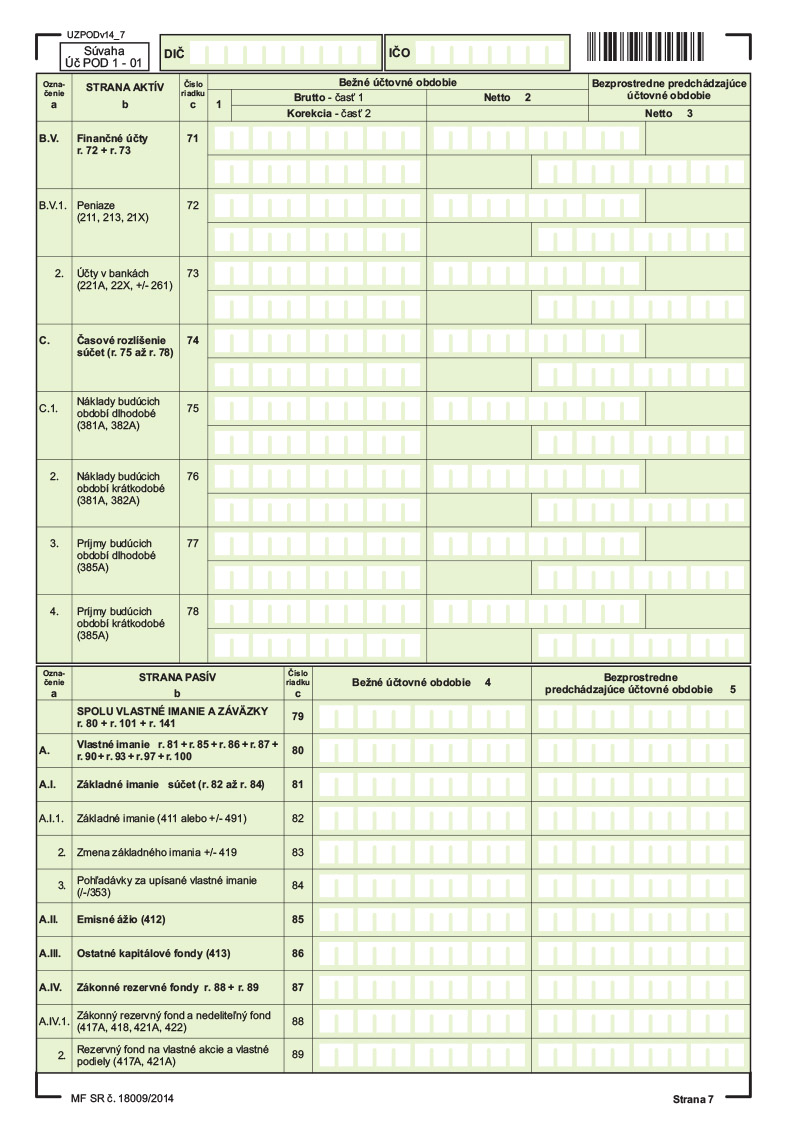 UZPODv14_7
Súvaha
Úč POD 1 - 01
DIČ
IČO
Ozna-
čenie
a
STRANA AKTÍV
b
Číslo
riadku
c
Bežné účtovné obdobie
1
Brutto - časť 1
Korekcia - časť 2
Netto 2
Bezprostredne predchádzajúce
účtovné obdobie
Netto 3
B.V. Finančné účty 71
r. 72 + r. 73
B.V.1. Peniaze 72
(211, 213, 21X)
2. Účty v bankách 73
(221A, 22X, +/- 261)
C. Časové rozlíšenie 74
súčet (r. 75 až r. 78)
C.1. Náklady budúcich 75
období dlhodobé
(381A, 382A)
2. Náklady budúcich 76
období krátkodobé
(381A, 382A)
3. Príjmy budúcich 77
období dlhodobé
(385A)
4. Príjmy budúcich 78
období krátkodobé
(385A)
Ozna-
čenie
a
STRANA PASÍV
b
Číslo
riadku
c
Bežné účtovné obdobie 4
Bezprostredne
predchádzajúce účtovné obdobie 5
SPOLU VLASTNÉ IMANIE A ZÁVÄZKY 79
r. 80 + r. 101 + r. 141
A. Vlastné imanie r. 81 + r. 85 + r. 86 + r. 87 + 80
r. 90 + r. 93 + r. 97 + r. 100
A.I. Základné imanie súčet (r. 82 až r. 84) 81
A.I.1. Základné imanie (411 alebo +/- 491) 82
2. Zmena základného imania +/- 419 83
3. Pohľadávky za upísané vlastné imanie 84
(/-/353)
A.II. Emisné ážio (412) 85
A.III. Ostatné kapitálové fondy (413) 86
A.IV. Zákonné rezervné fondy r. 88 + r. 89 87
A.IV.1. Zákonný rezervný fond a nedeliteľný fond 88
(417A, 418, 421A, 422)
2. Rezervný fond na vlastné akcie a vlastné 89
podiely (417A, 421A)
MF SR č. 18009/2014
Strana 7